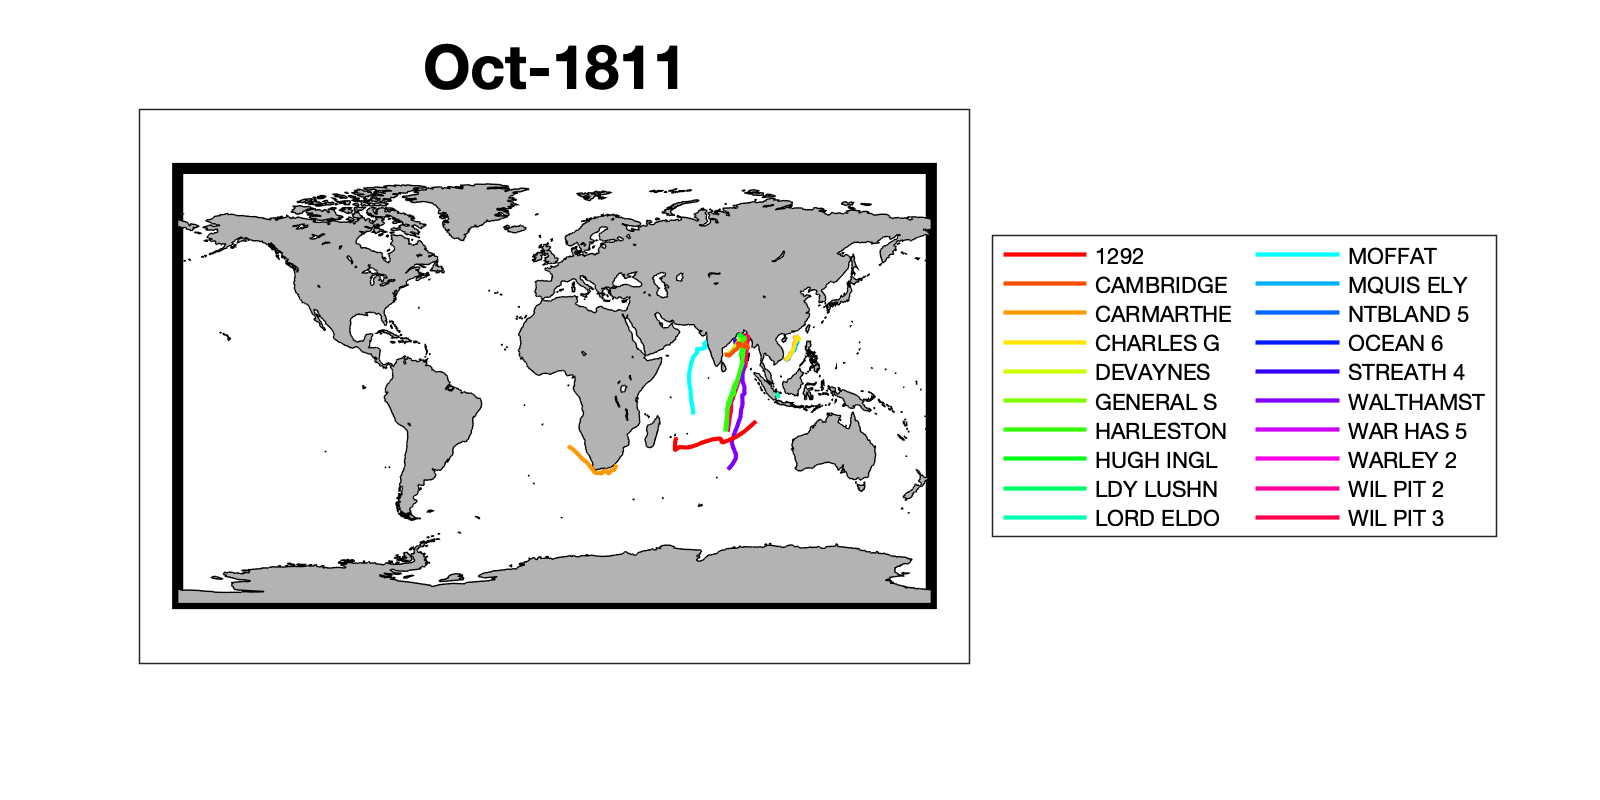 Oct-1811
1292
CAMBRIDGE
CARMARTHE
CHARLES G
DEVAYNES
GENERAL S
HARLESTON
HUGH INGL
LDY LUSHN
LORD ELDO
MOFFAT
MQUIS ELY
NTBLAND 5
OCEAN 6
STREATH 4
WALTHAMST
WAR HAS 5
WARLEY 2
WIL PIT 2
WIL PIT 3